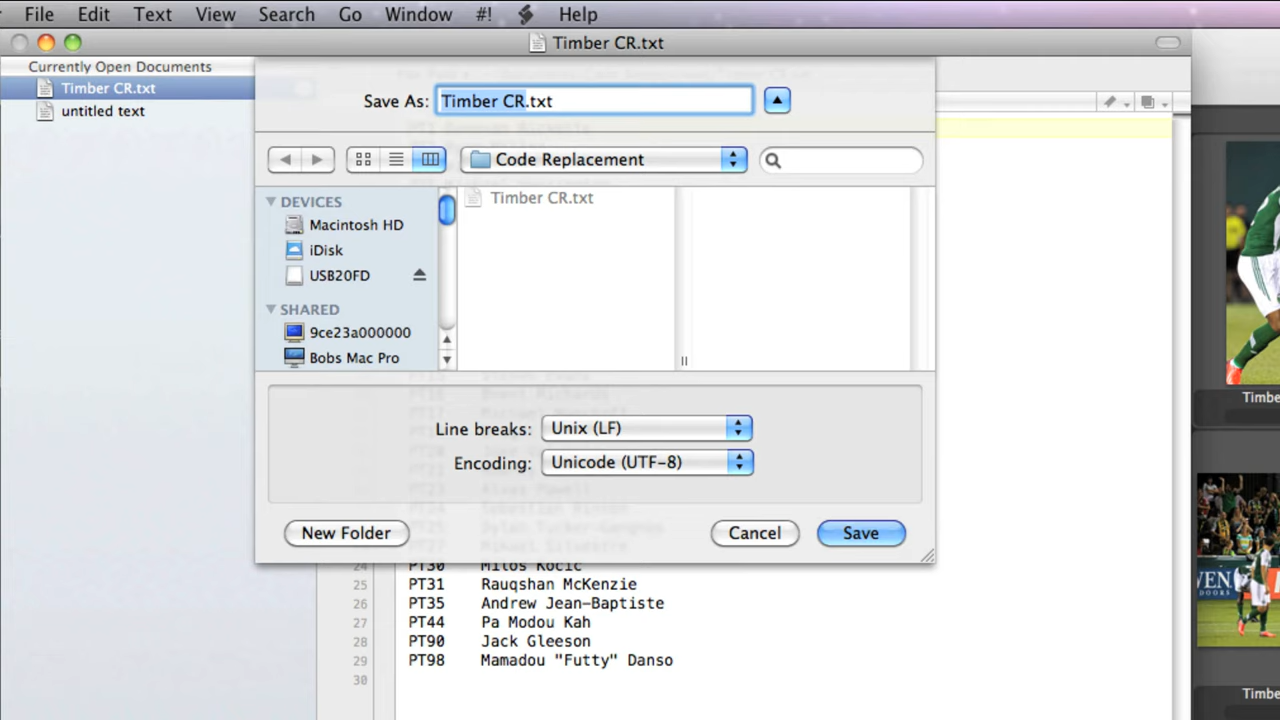 File Edit Text View Search Go Window #! Help
Timber CR.txt
Currently Open Documents
Timber CR.txt
untitled text
Save As: Timber CR.txt
Code Replacement
DEVICES
Macintosh HD
iDisk
USB20FD
SHARED
9ce23a000000
Bobs Mac Pro
Timber CR.txt
Line breaks: Unix (LF)
Encoding: Unicode (UTF-8)
New Folder Cancel Save
24 PT30 Milos Kocic
25 PT31 Rauqshan McKenzie
26 PT35 Andrew Jean-Baptiste
27 PT44 Pa Modou Kah
28 PT90 Jack Gleeson
29 PT98 Mamadou "Futty" Danso
30
Timbe
Timbe